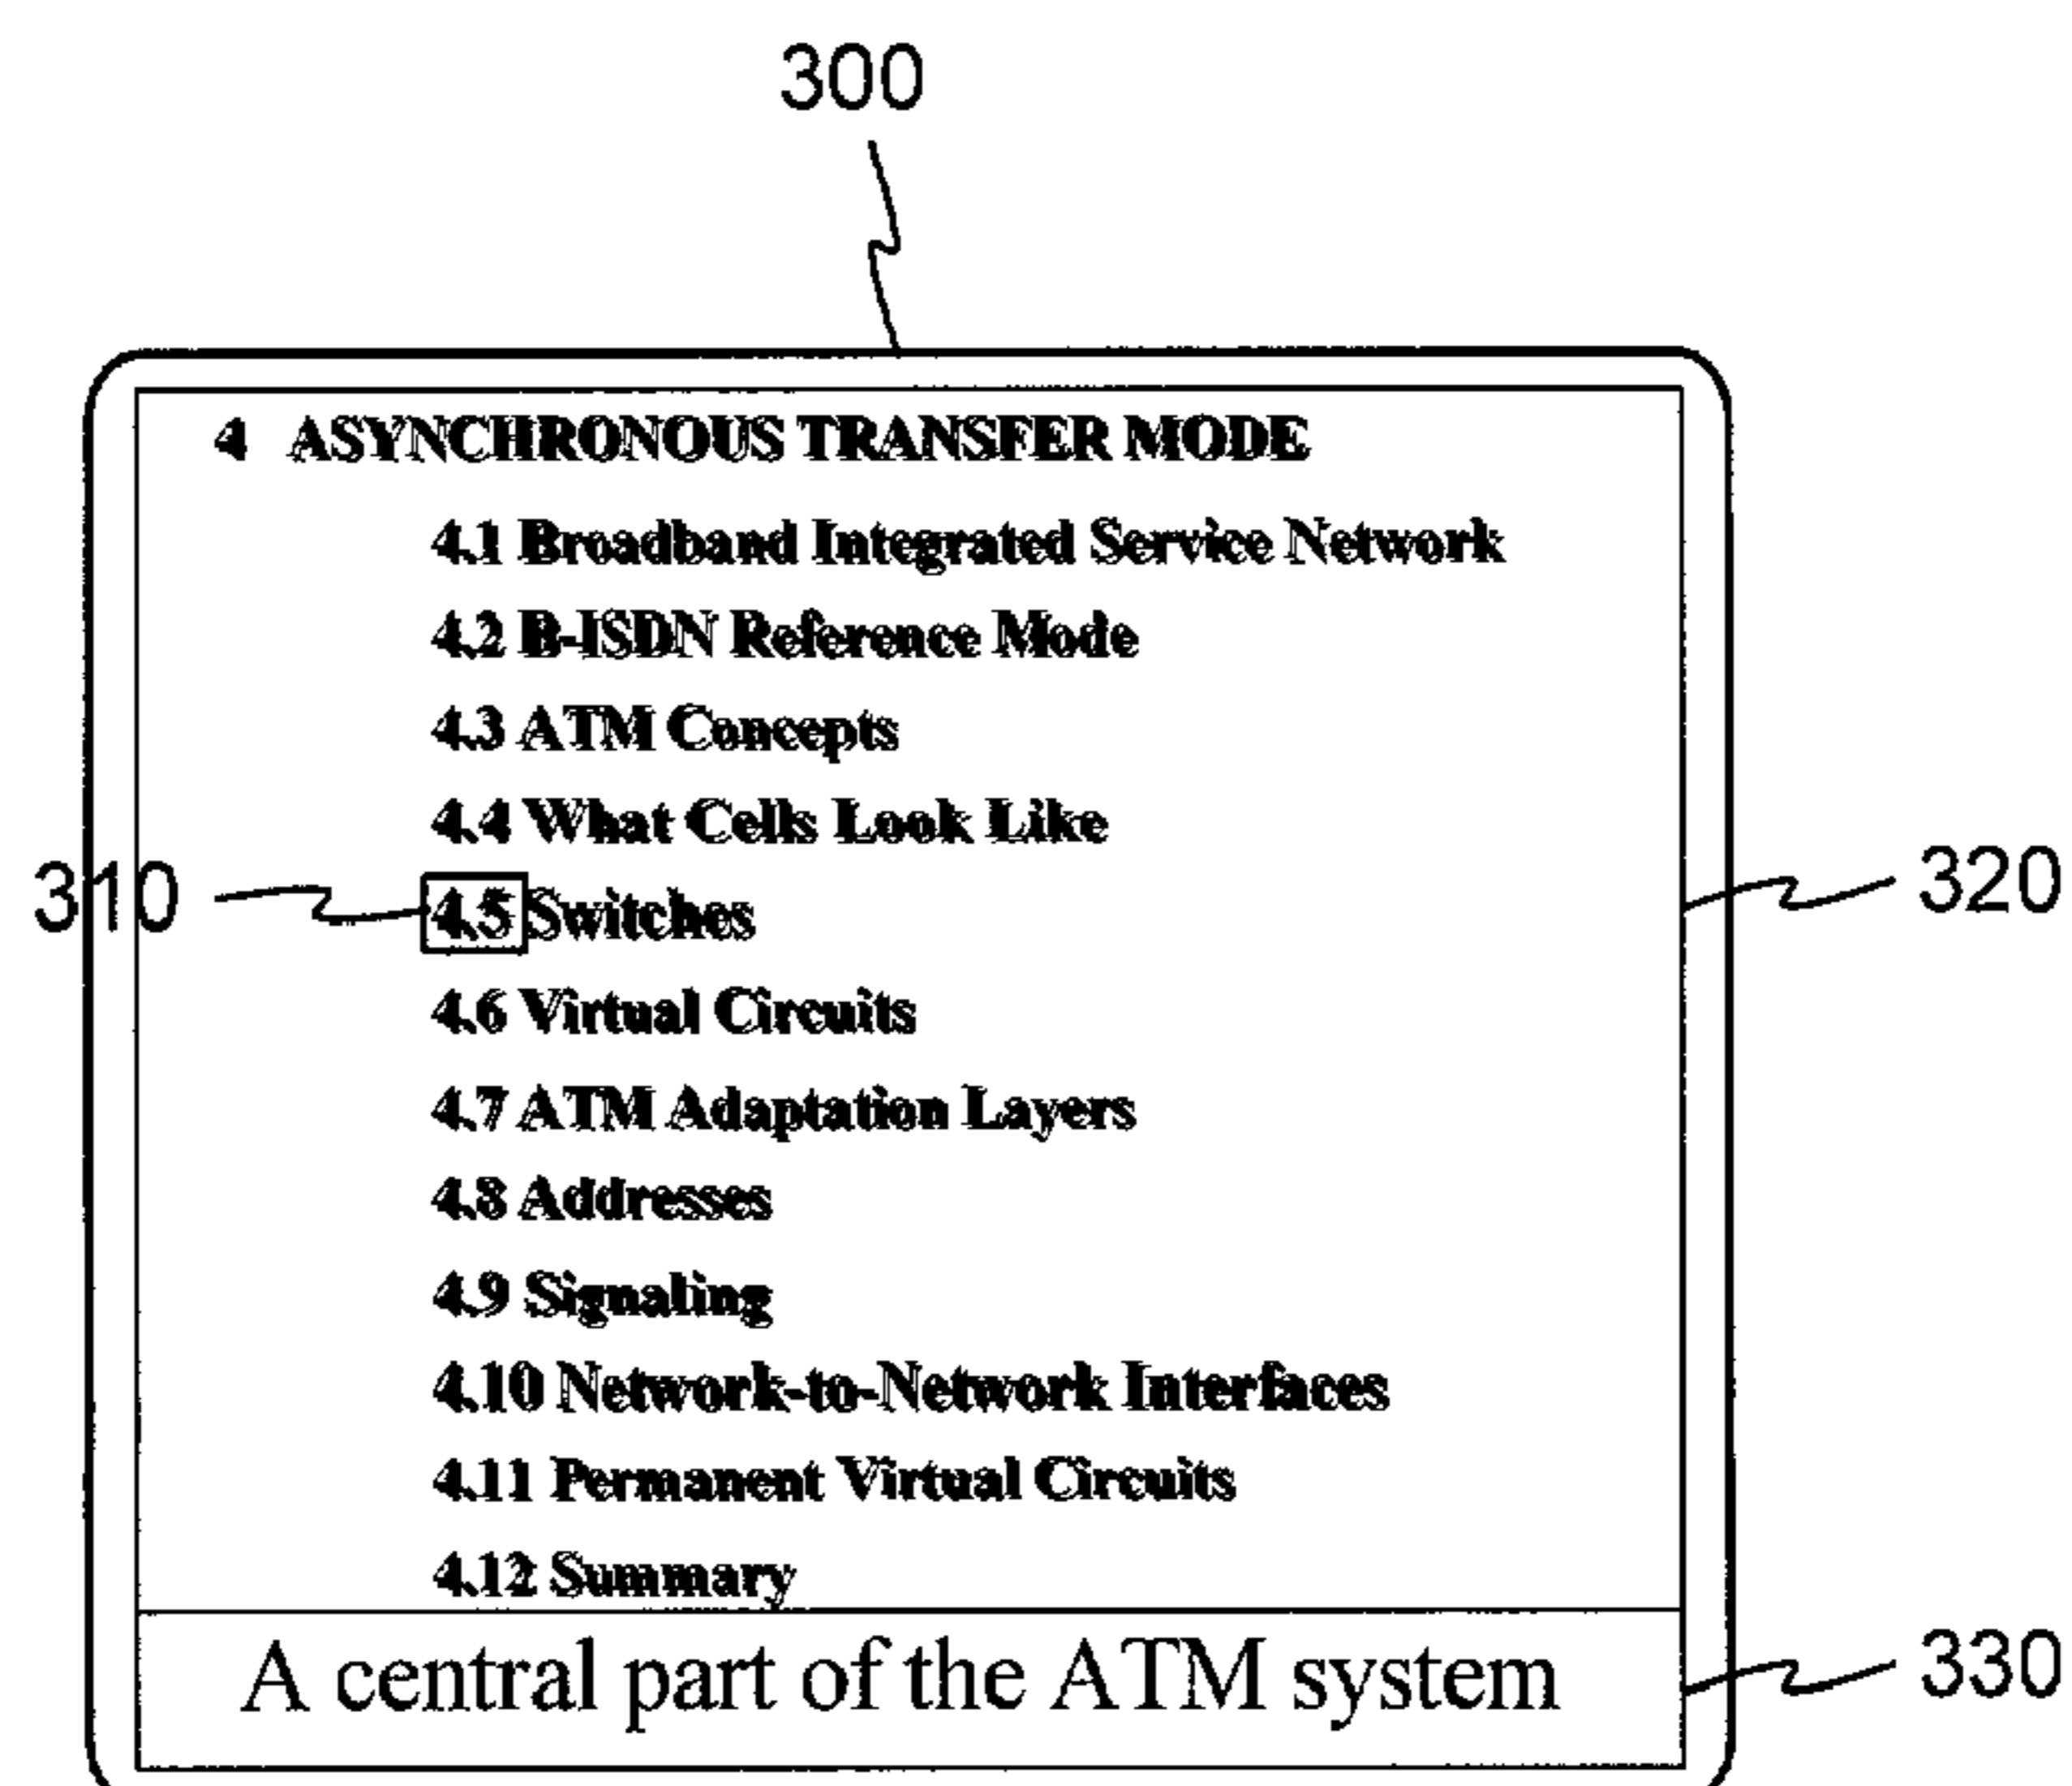 300
4 ASYNCHRONOUS TRANSFER MODE
4.1 Broadband Integrated Service Network
4.2 B-ISDN Reference Mode
4.3 ATM Concepts
4.4 What Cells Look Like
310
4.5 Switches
320
4.6 Virtual Circuits
4.7 ATM Adaptation Layers
4.8 Addresses
4.9 Signaling
4.10 Network-to-Network Interfaces
4.11 Permanent Virtual Circuits
4.12 Summary
A central part of the ATM system
330